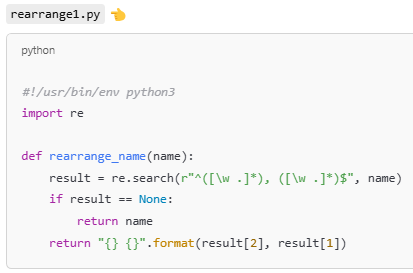 rearrange1.py 👈
python
#!/usr/bin/env python3
import re
def rearrange_name(name):
    result = re.search(r"^([\w .]*), ([\w .]*)$", name)
    if result == None:
        return name
    return "{} {}".format(result[2], result[1])